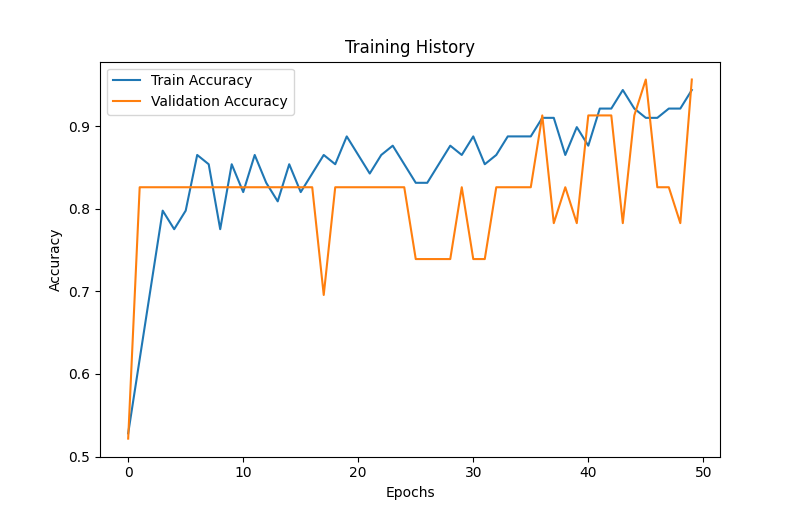 Training History
Train Accuracy
Validation Accuracy
0.9
0.8
0.7
0.6
0.5
Accuracy
0 10 20 30 40 50
Epochs